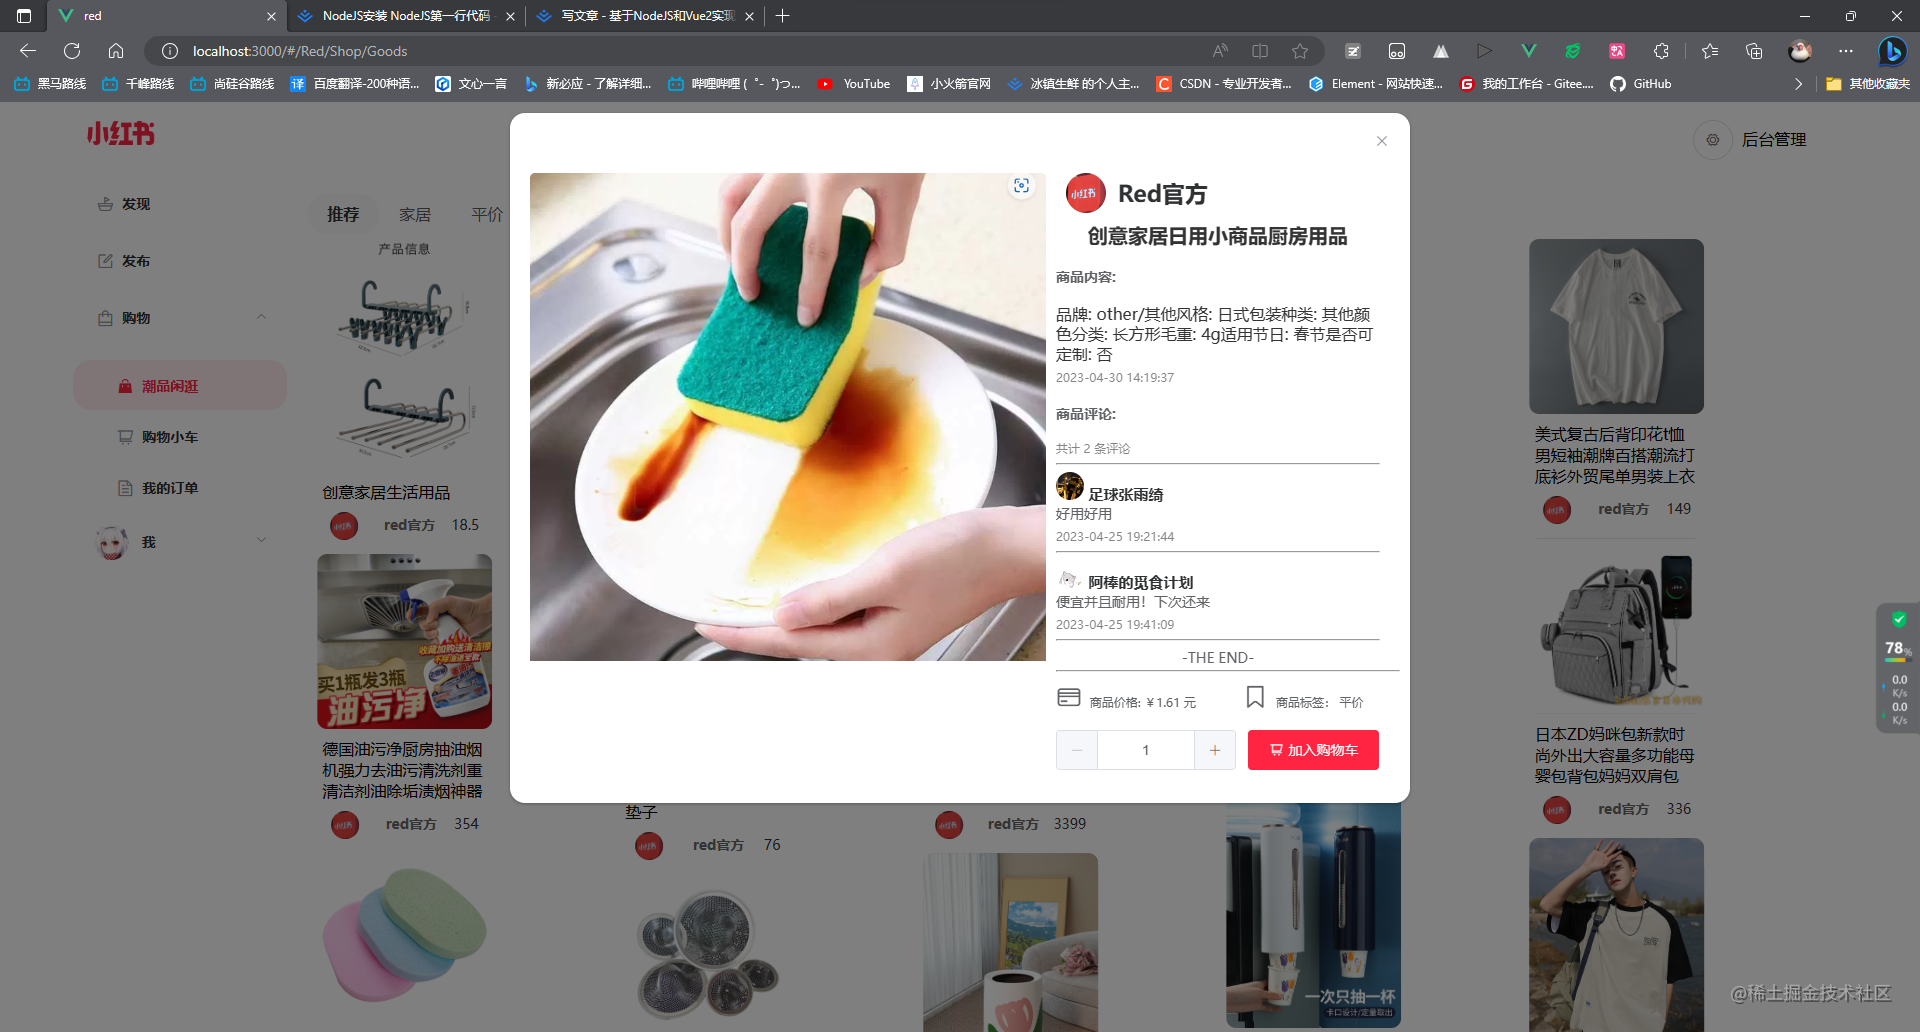 red
NodeJS安装 NodeJS第一行代码 -
写文章 - 基于NodeJS和Vue2实现
localhost:3000/#/Red/Shop/Goods
黑马路线
千峰路线
尚硅谷路线
译 百度翻译-200种语...
文心一言
新必应 - 了解详细...
哔哩哔哩 (゜-゜)つ...
YouTube
小火箭官网
冰镇生鲜 的个人主...
C CSDN - 专业开发者...
Element - 网站快速...
G 我的工作台 - Gitee....
GitHub
其他收藏夹
小红书
后台管理
发现
发布
购物
潮品闲逛
购物小车
我的订单
我
推荐
家居
平价
产品信息
创意家居生活用品
red官方 18.5
收藏加购送清洁擦
买1瓶发3瓶
油污净
德国油污净厨房抽油烟
机强力去油污清洗剂重
清洁剂油除垢渍烟神器
red官方 354
垫子
red官方 76
red官方 3399
一次只抽一杯
卡口设计/定量取出
小红书 Red官方
创意家居日用小商品厨房用品
商品内容:
品牌: other/其他风格: 日式包装种类: 其他颜
色分类: 长方形毛重: 4g适用节日: 春节是否可
定制: 否
2023-04-30 14:19:37
商品评论:
共计 2 条评论
足球张雨绮
好用好用
2023-04-25 19:21:44
阿棒的觅食计划
便宜并且耐用！下次还来
2023-04-25 19:41:09
-THE END-
商品价格: ￥1.61 元
商品标签: 平价
1
加入购物车
美式复古后背印花t恤
男短袖潮牌百搭潮流打
底衫外贸尾单男装上衣
red官方 149
日本ZD妈咪包新款时
尚外出大容量多功能母
婴包背包妈妈双肩包
red官方 336
78%
0.0
K/s
0.0
K/s
@稀土掘金技术社区